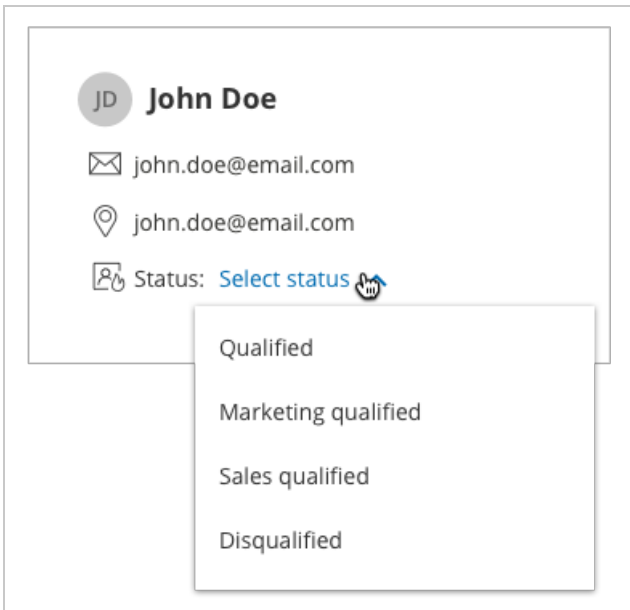 JD John Doe
john.doe@email.com
john.doe@email.com
Status: Select status
Qualified
Marketing qualified
Sales qualified
Disqualified